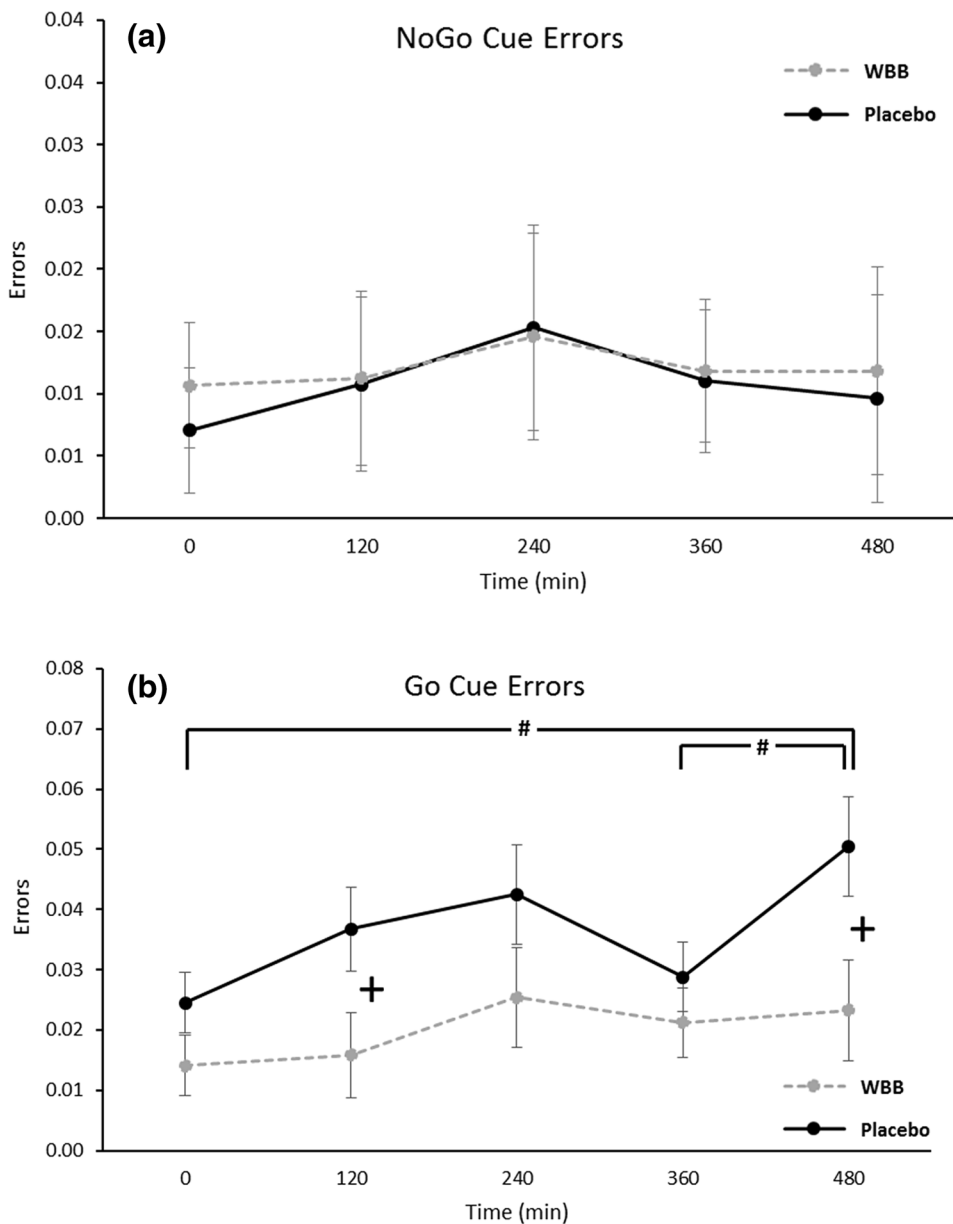 (a)
NoGo Cue Errors
WBB
Placebo
Errors
0.04
0.04
0.03
0.03
0.02
0.02
0.01
0.01
0.00
0 120 240 360 480
Time (min)
(b)
Go Cue Errors
#
#
+
+
Errors
0.08
0.07
0.06
0.05
0.04
0.03
0.02
0.01
0.00
WBB
Placebo
0 120 240 360 480
Time (min)